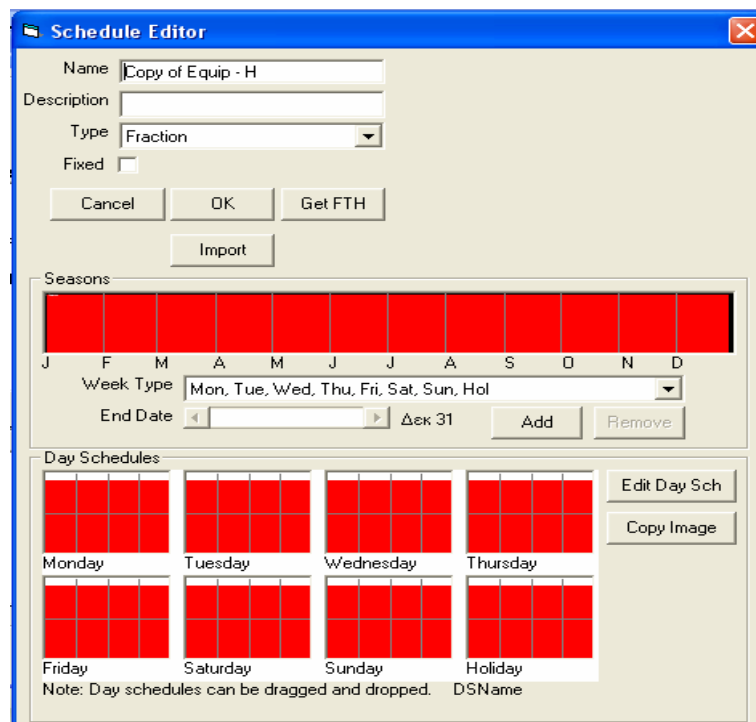 Schedule Editor
Name Copy of Equip - H
Description
Type Fraction
Fixed
Cancel OK Get FTH
Import
Seasons
J F M A M J J A S O N D
Week Type Mon, Tue, Wed, Thu, Fri, Sat, Sun, Hol
End Date Δεκ 31 Add Remove
Day Schedules
Edit Day Sch
Copy Image
Monday Tuesday Wednesday Thursday
Friday Saturday Sunday Holiday
Note: Day schedules can be dragged and dropped. DSName